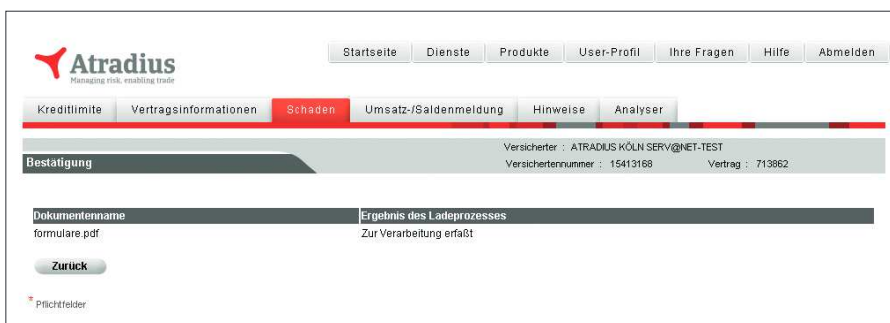 Startseite Dienste Produkte User-Profil Ihre Fragen Hilfe Abmelden
Atradius
Managing risk, enabling trade
Kreditlimite Vertragsinformationen Schaden Umsatz-/Saldenmeldung Hinweise Analyser
Versicherter : ATRADIUS KÖLN SERV@NET-TEST
Bestätigung Versichertennummer : 15413168 Vertrag : 713862
Dokumentenname Ergebnis des Ladeprozesses
formulare.pdf Zur Verarbeitung erfaßt
Zurück
* Pflichtfelder